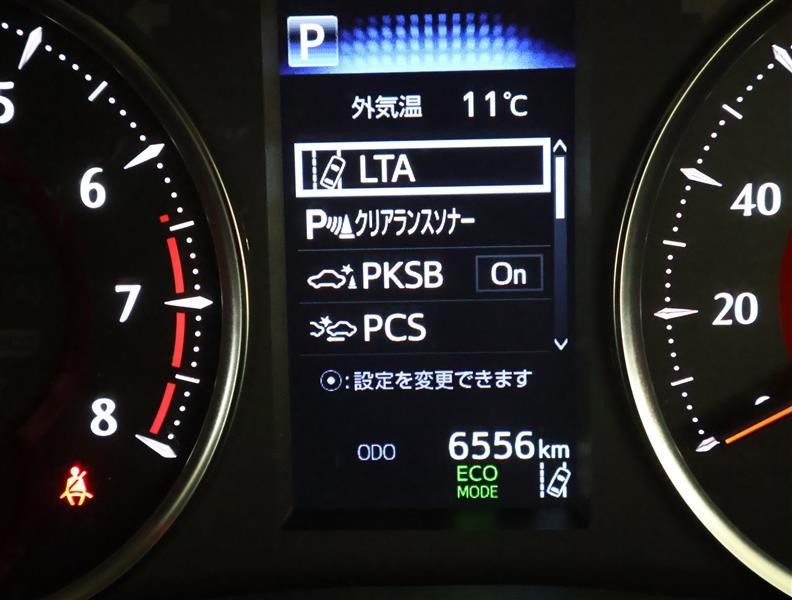 P
外気温 11℃
LTA
P クリアランスソナー
PKSB On
PCS
⦿:設定を変更できます
ODO 6556km
ECO
MODE
5
6
7
8
40
20